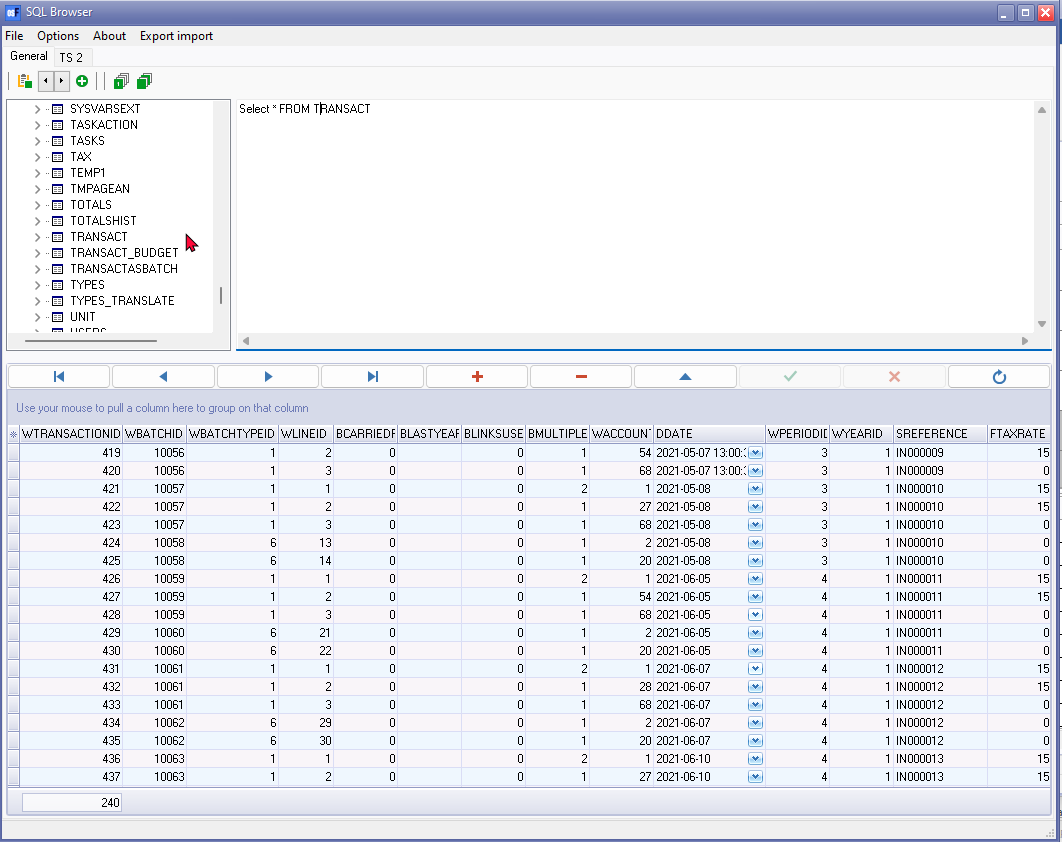 SQL Browser
File Options About Export import
General TS 2
SYSVARSEXT
TASKACTION
TASKS
TAX
TEMP1
TMPAGEAN
TOTALS
TOTALSHIST
TRANSACT
TRANSACT_BUDGET
TRANSACTASBATCH
TYPES
TYPES_TRANSLATE
UNIT
USERS
Select * FROM TRANSACT
Use your mouse to pull a column here to group on that column
WTRANSACTIONID WBATCHID WBATCHTYPEID WLINEID BCARRIEDF BLASTYEAF BLINKSUSE BMULTIPLE WACCOUNT DDATE WPERIODID WYEARID SREFERENCE FTAXRATE
419 10056 1 2 0 0 1 54 2021-05-07 13:00:3 3 1 IN000009 15
420 10056 1 3 0 0 1 68 2021-05-07 13:00:3 3 1 IN000009 0
421 10057 1 1 0 0 2 1 2021-05-08 3 1 IN000010 15
422 10057 1 2 0 0 1 27 2021-05-08 3 1 IN000010 15
423 10057 1 3 0 0 1 68 2021-05-08 3 1 IN000010 0
424 10058 6 13 0 0 1 2 2021-05-08 3 1 IN000010 0
425 10058 6 14 0 0 1 20 2021-05-08 3 1 IN000010 0
426 10059 1 1 0 0 2 1 2021-06-05 4 1 IN000011 15
427 10059 1 2 0 0 1 54 2021-06-05 4 1 IN000011 15
428 10059 1 3 0 0 1 68 2021-06-05 4 1 IN000011 0
429 10060 6 21 0 0 1 2 2021-06-05 4 1 IN000011 0
430 10060 6 22 0 0 1 20 2021-06-05 4 1 IN000011 0
431 10061 1 1 0 0 2 1 2021-06-07 4 1 IN000012 15
432 10061 1 2 0 0 1 28 2021-06-07 4 1 IN000012 15
433 10061 1 3 0 0 1 68 2021-06-07 4 1 IN000012 0
434 10062 6 29 0 0 1 2 2021-06-07 4 1 IN000012 0
435 10062 6 30 0 0 1 20 2021-06-07 4 1 IN000012 0
436 10063 1 1 0 0 2 1 2021-06-10 4 1 IN000013 15
437 10063 1 2 0 0 1 27 2021-06-10 4 1 IN000013 15
240